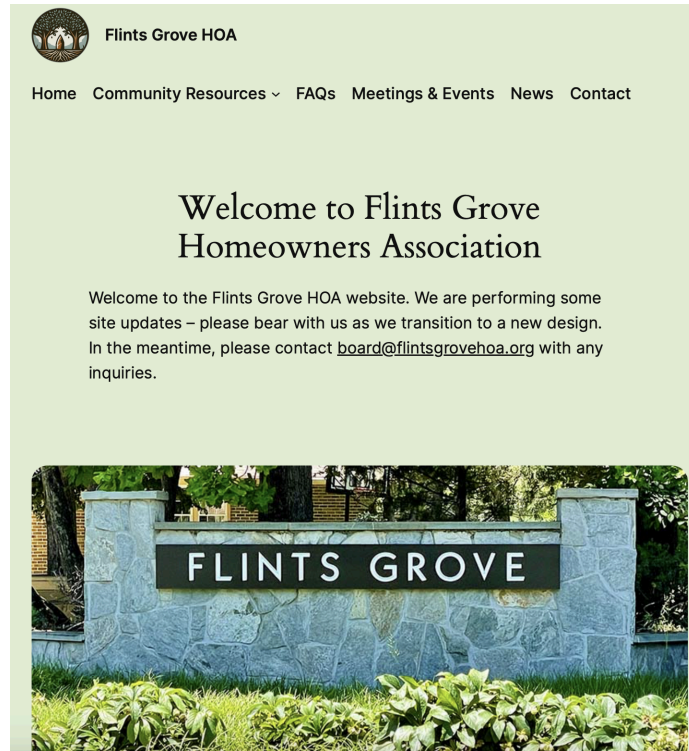 Flints Grove HOA
Home Community Resources FAQs Meetings & Events News Contact
Welcome to Flints Grove
Homeowners Association
Welcome to the Flints Grove HOA website. We are performing some
site updates – please bear with us as we transition to a new design.
In the meantime, please contact board@flintsgrovehoa.org with any
inquiries.
FLINTS GROVE